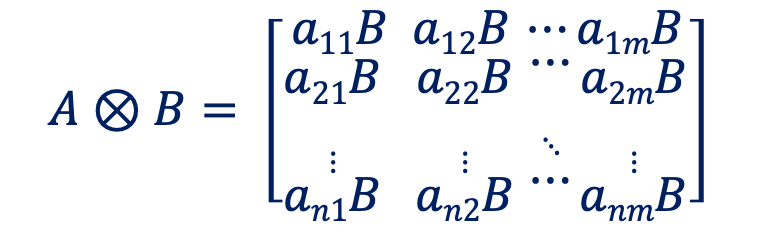 A ⊗ B = [ a₁₁B a₁₂B ⋯ a₁ₘB
a₂₁B a₂₂B ⋯ a₂ₘB
⋮ ⋮ ⋱ ⋮
aₙ₁B aₙ₂B ⋯ aₙₘB ]